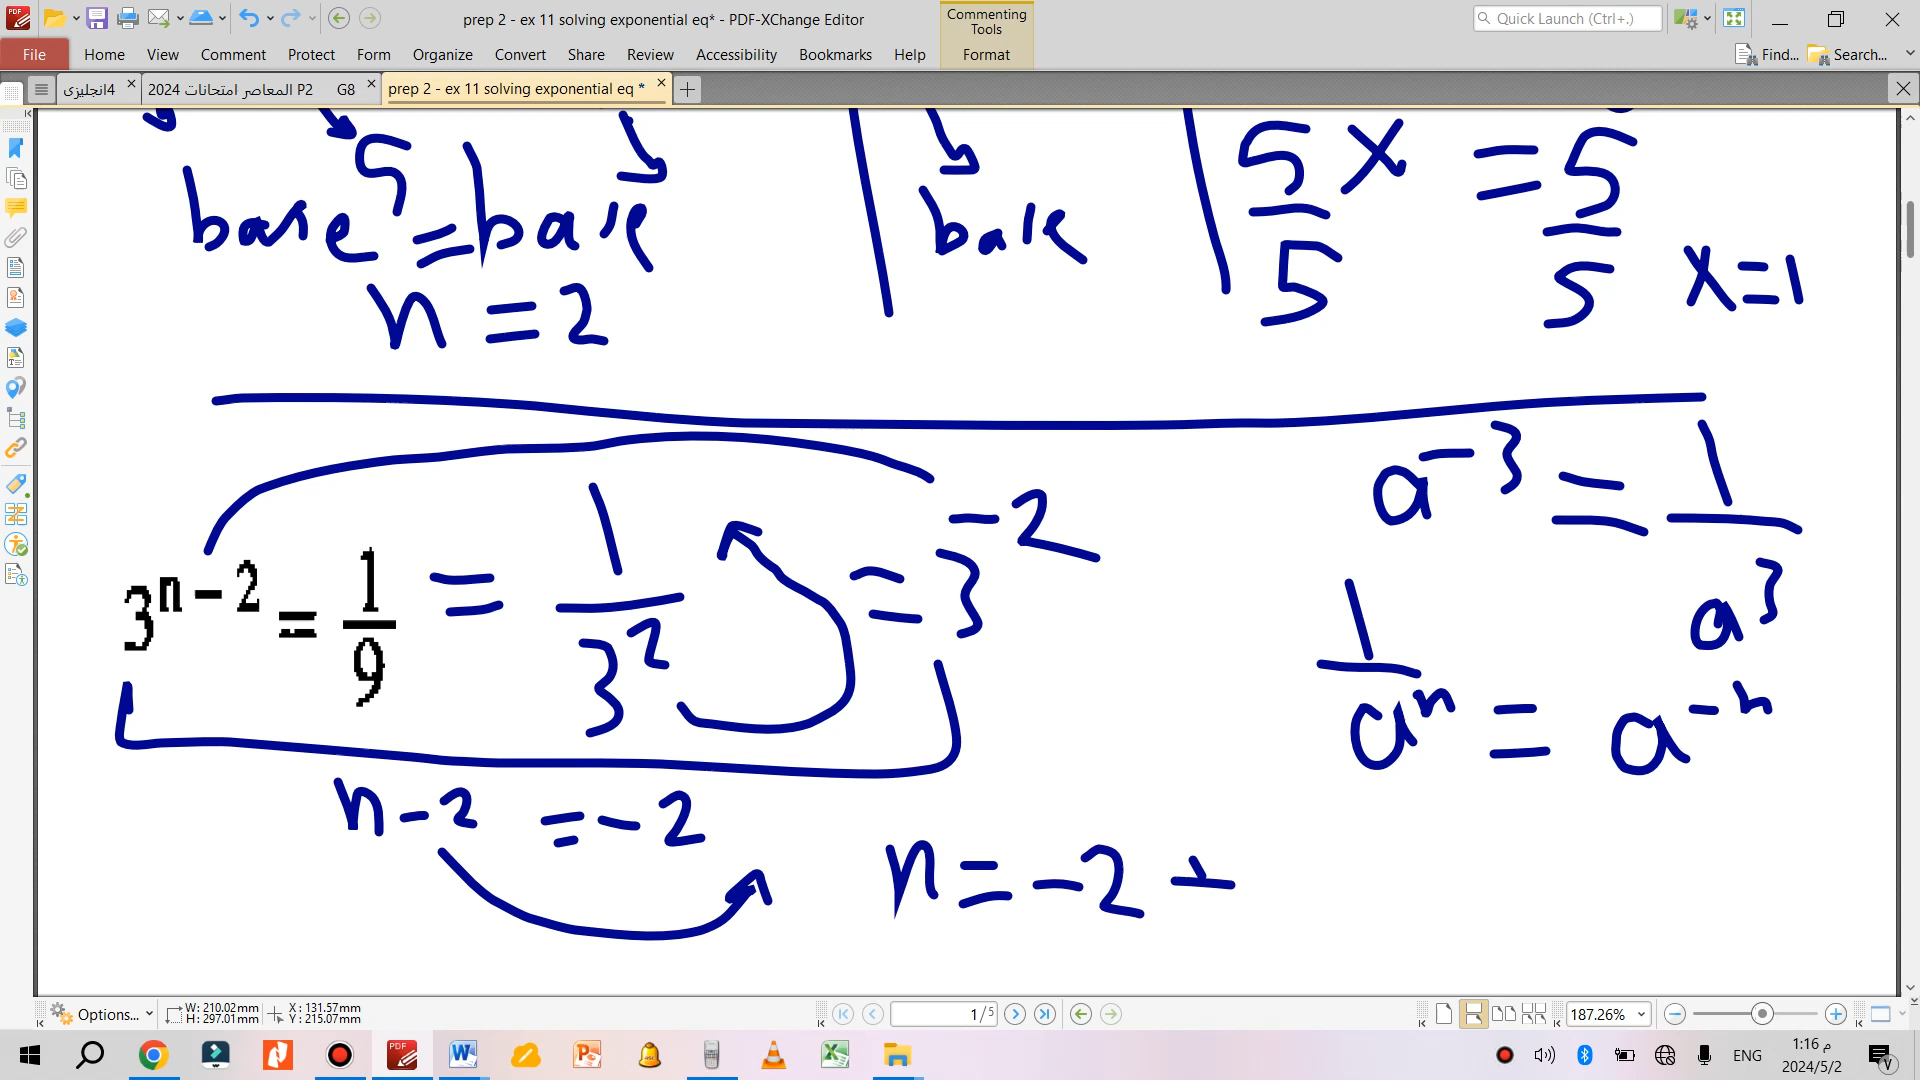 prep 2 - ex 11 solving exponential eq* - PDF-XChange Editor
Commenting Tools
Quick Launch (Ctrl+.)
File Home View Comment Protect Form Organize Convert Share Review Accessibility Bookmarks Help Format
Find... Search...
4انجليزى
المعاصر امتحانات 2024 P2 G8
prep 2 - ex 11 solving exponential eq *
5
base = base
n = 2
base
5 x = 5
5 5
x = 1
3^{n-2} = 1/9 = 1/3^2 = 3^{-2}
a^{-3} = 1/a^3
1/a^n = a^{-n}
n - 2 = - 2
n = - 2 +
Options...
W: 210.02mm
H: 297.01mm
X: 131.57mm
Y: 215.07mm
1 / 5
187.26%
ENG
1:16 م
2024/5/2